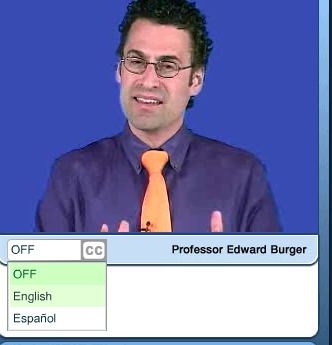 OFF CC Professor Edward Burger
OFF
English
Español